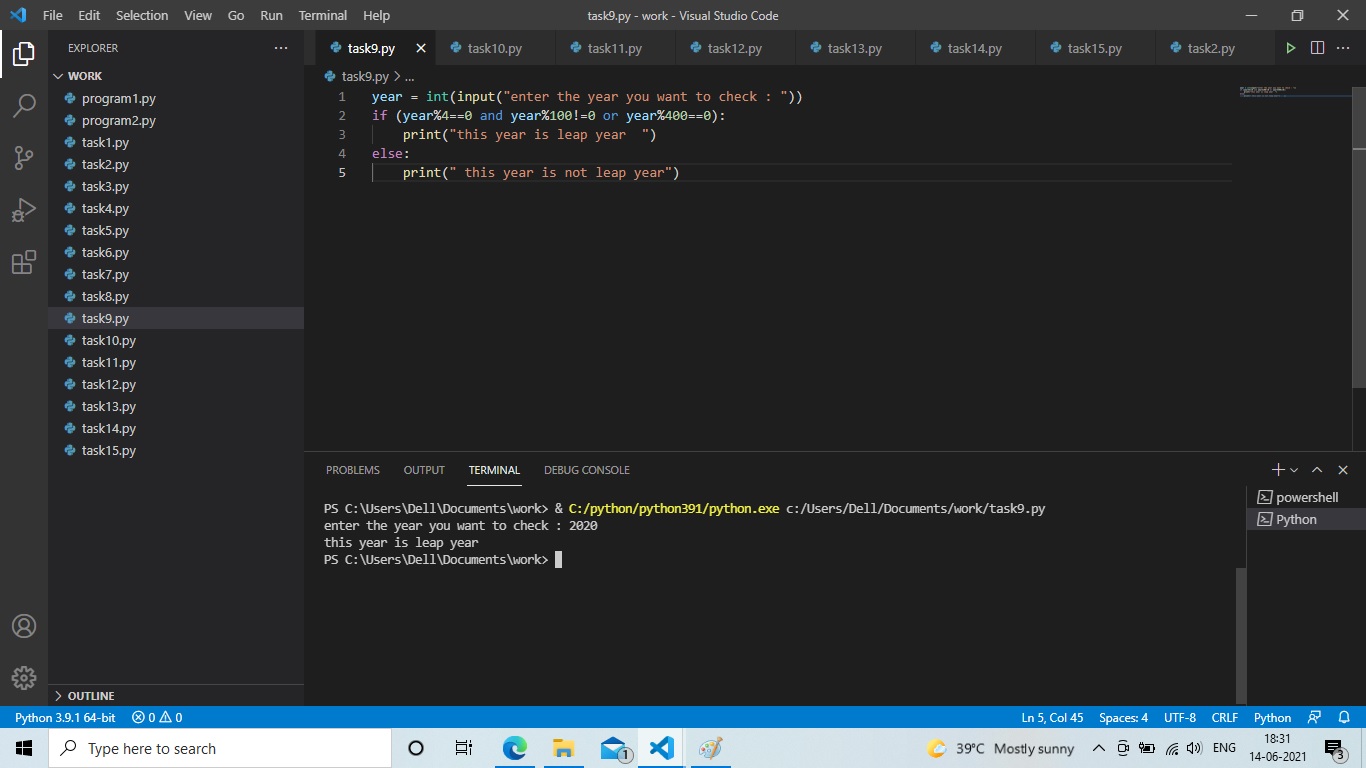 File Edit Selection View Go Run Terminal Help task9.py - work - Visual Studio Code
EXPLORER
WORK
program1.py
program2.py
task1.py
task2.py
task3.py
task4.py
task5.py
task6.py
task7.py
task8.py
task9.py
task10.py
task11.py
task12.py
task13.py
task14.py
task15.py
OUTLINE
task9.py task10.py task11.py task12.py task13.py task14.py task15.py task2.py
task9.py > ...
1 year = int(input("enter the year you want to check : "))
2 if (year%4==0 and year%100!=0 or year%400==0):
3     print("this year is leap year  ")
4 else:
5     print(" this year is not leap year")
PROBLEMS OUTPUT TERMINAL DEBUG CONSOLE
PS C:\Users\Dell\Documents\work> & C:/python/python391/python.exe c:/Users/Dell/Documents/work/task9.py
enter the year you want to check : 2020
this year is leap year
PS C:\Users\Dell\Documents\work>
powershell
Python
Python 3.9.1 64-bit 0 0 Ln 5, Col 45 Spaces: 4 UTF-8 CRLF Python
Type here to search 1 39°C Mostly sunny ENG 18:31
14-06-2021 3